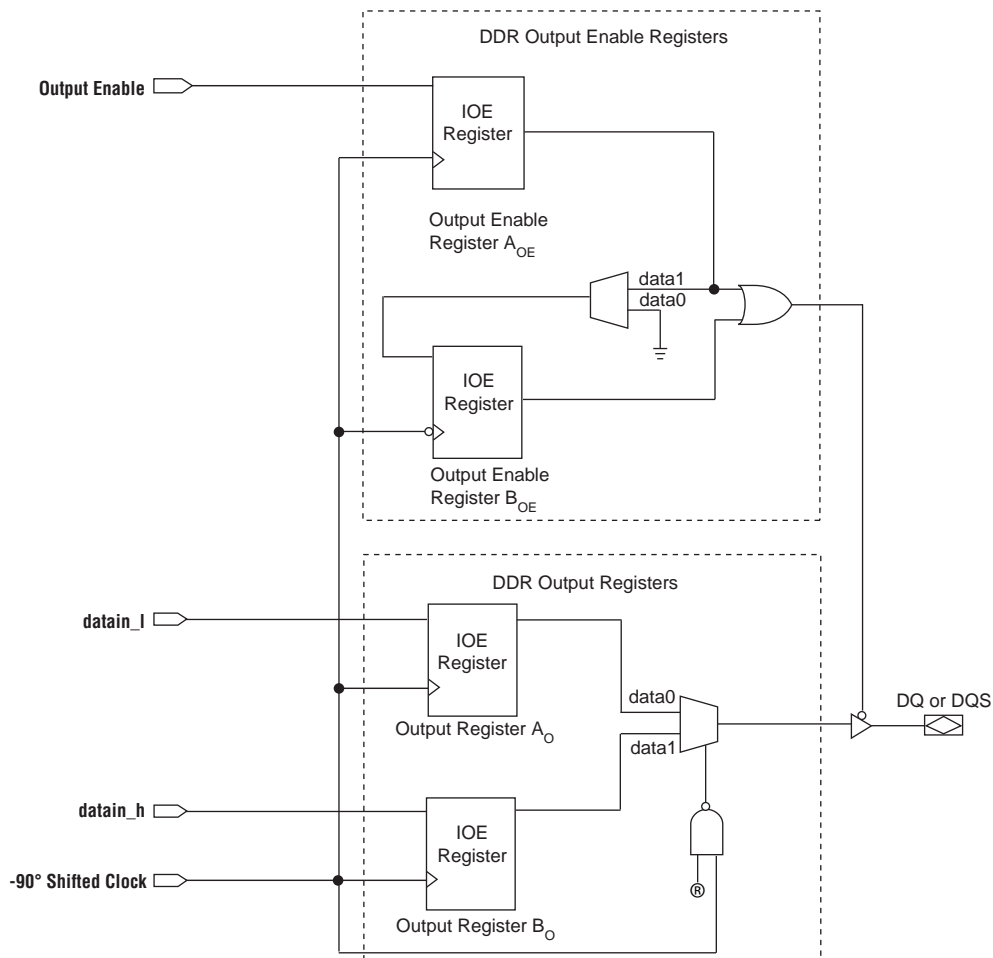 DDR Output Enable Registers
Output Enable
IOE
Register
Output Enable
Register A_OE
data1
data0
IOE
Register
Output Enable
Register B_OE
DDR Output Registers
datain_l
IOE
Register
data0
DQ or DQS
Output Register A_O
data1
datain_h
IOE
Register
-90° Shifted Clock
®
Output Register B_O